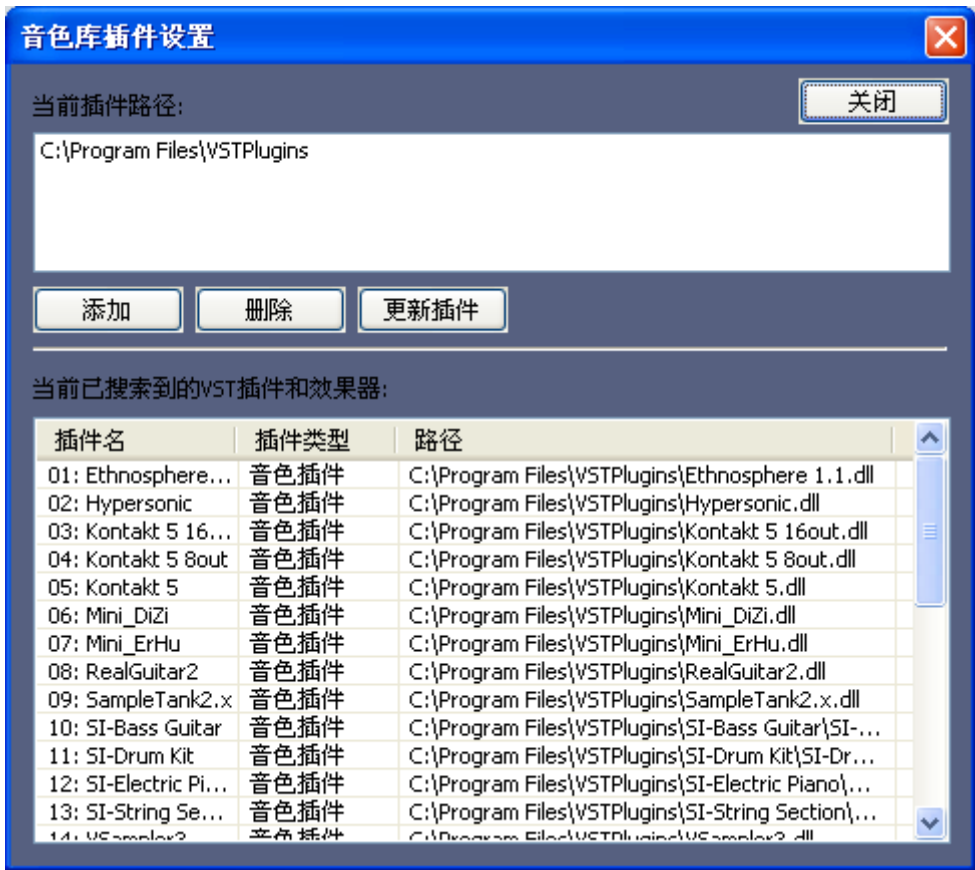 音色库插件设置
当前插件路径: 关闭
C:\Program Files\VSTPlugins
添加 删除 更新插件
当前已搜索到的VST插件和效果器:
插件名 插件类型 路径
01: Ethnosphere... 音色插件 C:\Program Files\VSTPlugins\Ethnosphere 1.1.dll
02: Hypersonic 音色插件 C:\Program Files\VSTPlugins\Hypersonic.dll
03: Kontakt 5 16... 音色插件 C:\Program Files\VSTPlugins\Kontakt 5 16out.dll
04: Kontakt 5 8out 音色插件 C:\Program Files\VSTPlugins\Kontakt 5 8out.dll
05: Kontakt 5 音色插件 C:\Program Files\VSTPlugins\Kontakt 5.dll
06: Mini_DiZi 音色插件 C:\Program Files\VSTPlugins\Mini_DiZi.dll
07: Mini_ErHu 音色插件 C:\Program Files\VSTPlugins\Mini_ErHu.dll
08: RealGuitar2 音色插件 C:\Program Files\VSTPlugins\RealGuitar2.dll
09: SampleTank2.x 音色插件 C:\Program Files\VSTPlugins\SampleTank2.x.dll
10: SI-Bass Guitar 音色插件 C:\Program Files\VSTPlugins\SI-Bass Guitar\SI-...
11: SI-Drum Kit 音色插件 C:\Program Files\VSTPlugins\SI-Drum Kit\SI-Dr...
12: SI-Electric Pi... 音色插件 C:\Program Files\VSTPlugins\SI-Electric Piano\...
13: SI-String Se... 音色插件 C:\Program Files\VSTPlugins\SI-String Section\...
14: VSampler3 音色插件 C:\Program Files\VSTPlugins\VSampler3.dll